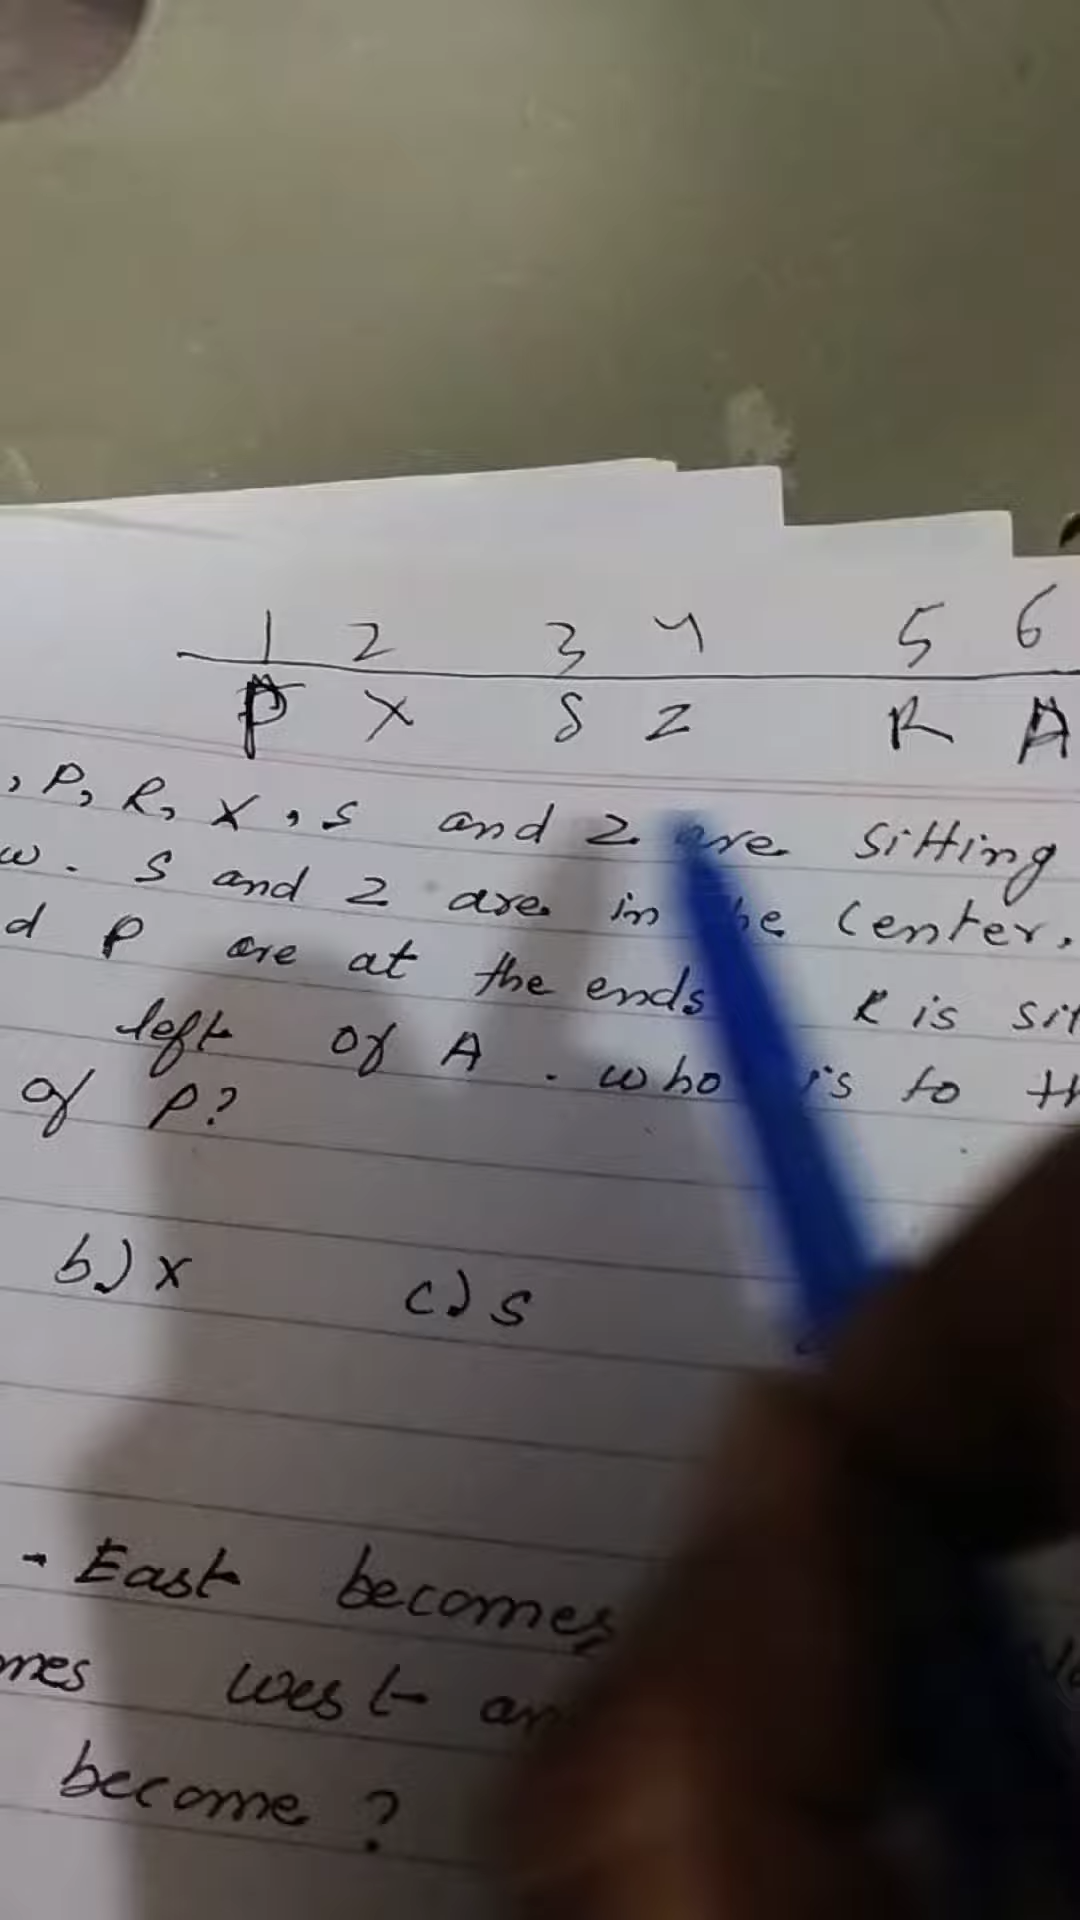 1 2 3 4 5 6
P X S Z R A
, P, R, X, S and Z are sitting
w. S and Z are in the center.
d P are at the ends R is sit
left of A. who is to th
of P?
b.) X c) S
- East becomes
mes west an
become?